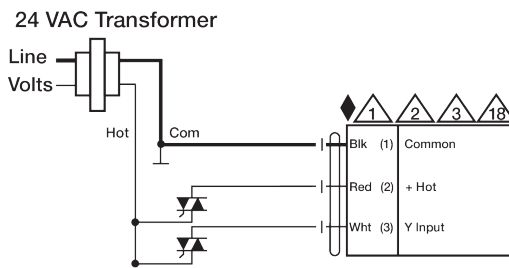 24 VAC Transformer
Line
Volts
1 2 3 18
Hot
Com
Blk (1) Common
Red (2) + Hot
Wht (3) Y Input